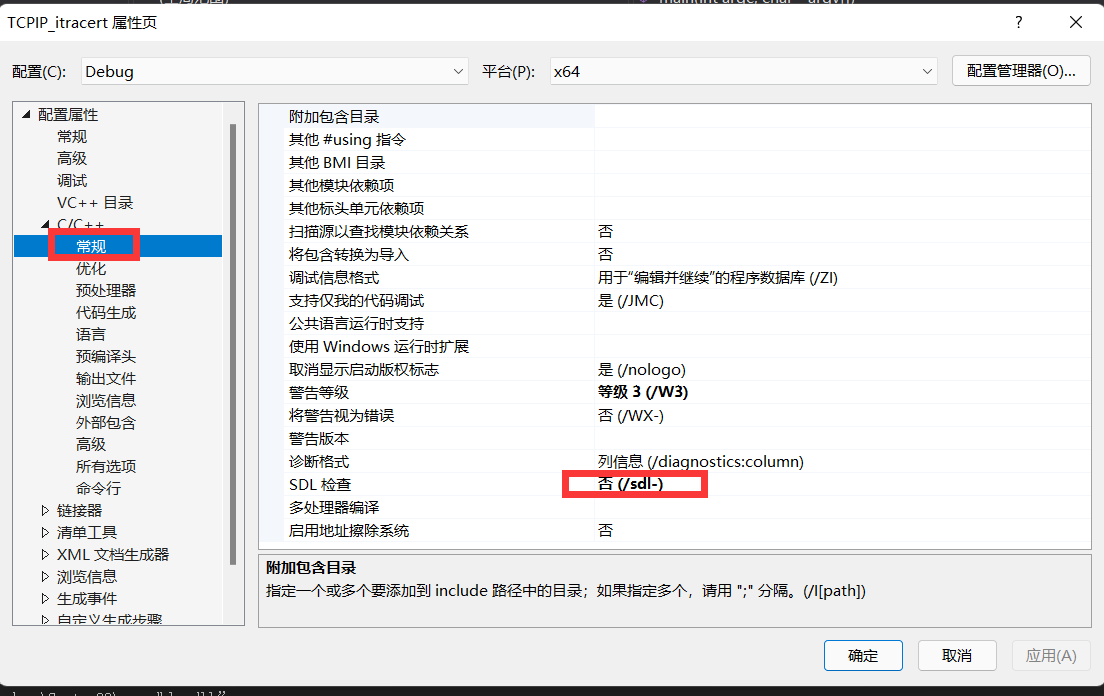 TCPIP_itracert 属性页
?
配置(C):
Debug
平台(P):
x64
配置管理器(O)...
配置属性
常规
高级
调试
VC++ 目录
C/C++
常规
优化
预处理器
代码生成
语言
预编译头
输出文件
浏览信息
外部包含
高级
所有选项
命令行
链接器
清单工具
XML 文档生成器
浏览信息
生成事件
自定义生成步骤
附加包含目录
其他 #using 指令
其他 BMI 目录
其他模块依赖项
其他标头单元依赖项
扫描源以查找模块依赖关系 否
将包含转换为导入 否
调试信息格式 用于“编辑并继续”的程序数据库 (/ZI)
支持仅我的代码调试 是 (/JMC)
公共语言运行时支持
使用 Windows 运行时扩展
取消显示启动版权标志 是 (/nologo)
警告等级 等级 3 (/W3)
将警告视为错误 否 (/WX-)
警告版本
诊断格式 列信息 (/diagnostics:column)
SDL 检查 否 (/sdl-)
多处理器编译
启用地址擦除系统 否
附加包含目录
指定一个或多个要添加到 include 路径中的目录；如果指定多个，请用 ";" 分隔。(/I[path])
确定
取消
应用(A)